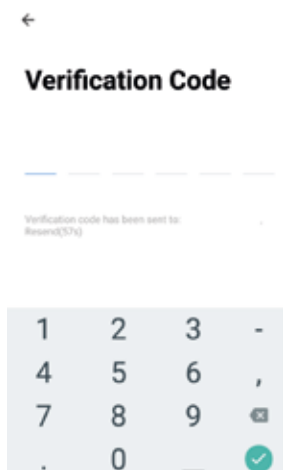 Verification Code
Verification code has been sent to:
Resend(57s)
1 2 3 -
4 5 6 ,
7 8 9
. 0 _